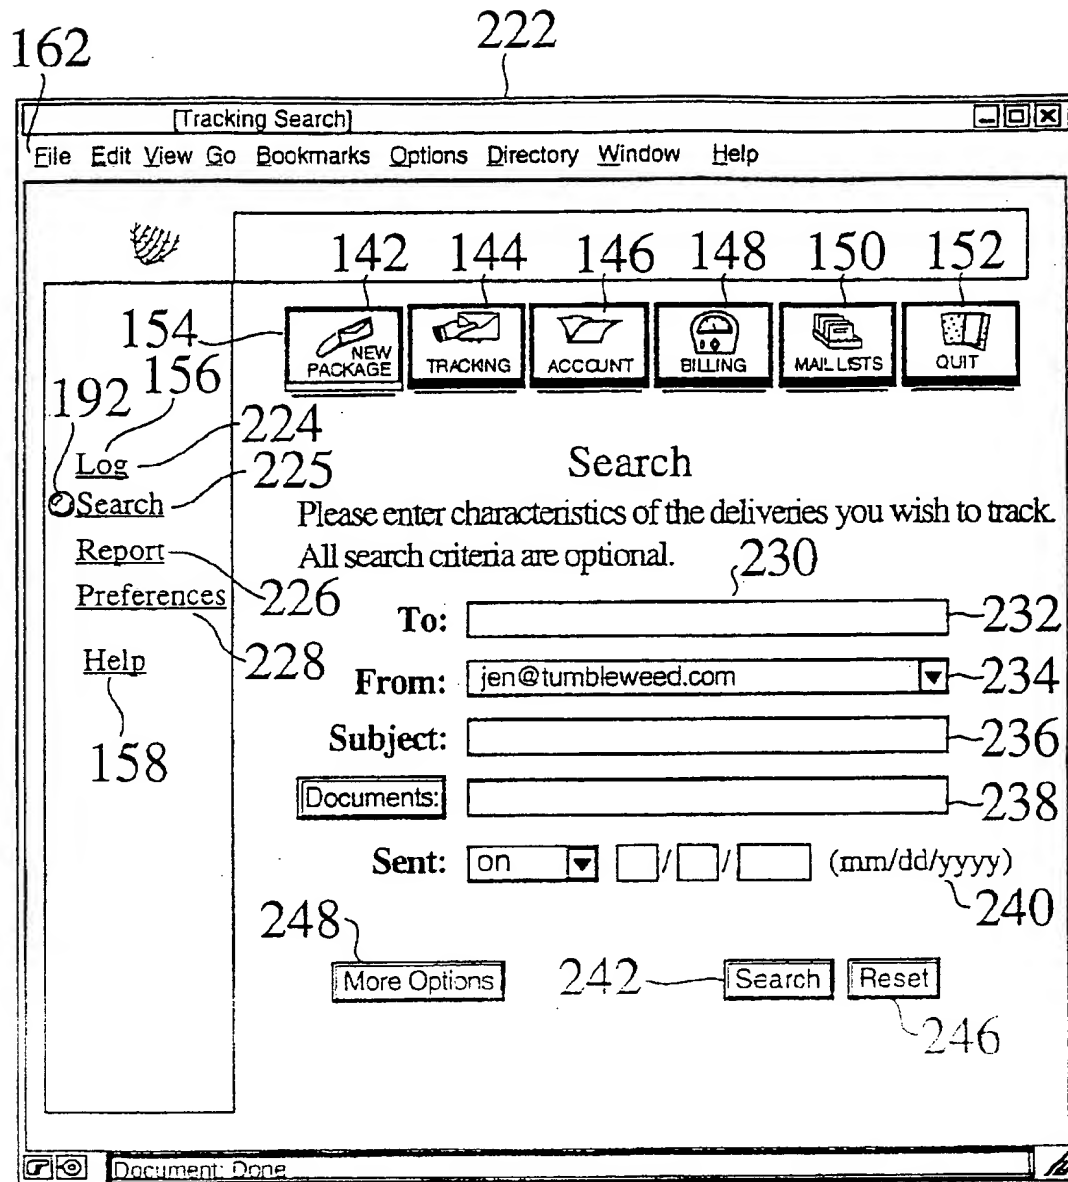 222
162
[Tracking Search]
File Edit View Go Bookmarks Options Directory Window Help
142 144 146 148 150 152
154
NEW PACKAGE
TRACKING
ACCOUNT
BILLING
MAIL LISTS
QUIT
156
192
224
Log
225
Search
Report
226
Preferences
228
Help
158
Search
Please enter characteristics of the deliveries you wish to track.
All search criteria are optional.
230
To: 232
From: jen@tumbleweed.com 234
Subject: 236
Documents: 238
Sent: on / / (mm/dd/yyyy)
240
248
More Options 242 Search Reset
246
Document: Done